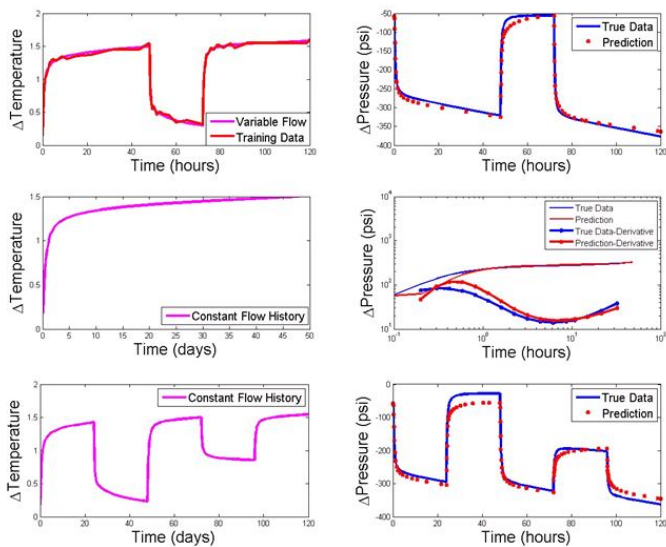 ΔTemperature
2
1.5
1
0.5
0
0 20 40 60 80 100 120
Time (hours)
Variable Flow
Training Data
ΔPressure (psi)
-50
-100
-150
-200
-250
-300
-350
-400
0 20 40 60 80 100 120
Time (hours)
True Data
Prediction
ΔTemperature
1.5
1
0.5
0
0 5 10 15 20 25 30 35 40 45 50
Time (days)
Constant Flow History
ΔPressure (psi)
10⁴
10³
10²
10¹
10⁻¹ 10⁰ 10¹ 10²
Time (hours)
True Data
Prediction
True Data-Derivative
Prediction-Derivative
ΔTemperature
2
1.5
1
0.5
0
0 20 40 60 80 100 120
Time (days)
Constant Flow History
ΔPressure (psi)
0
-100
-200
-300
-400
0 20 40 60 80 100 120
Time (hours)
True Data
Prediction